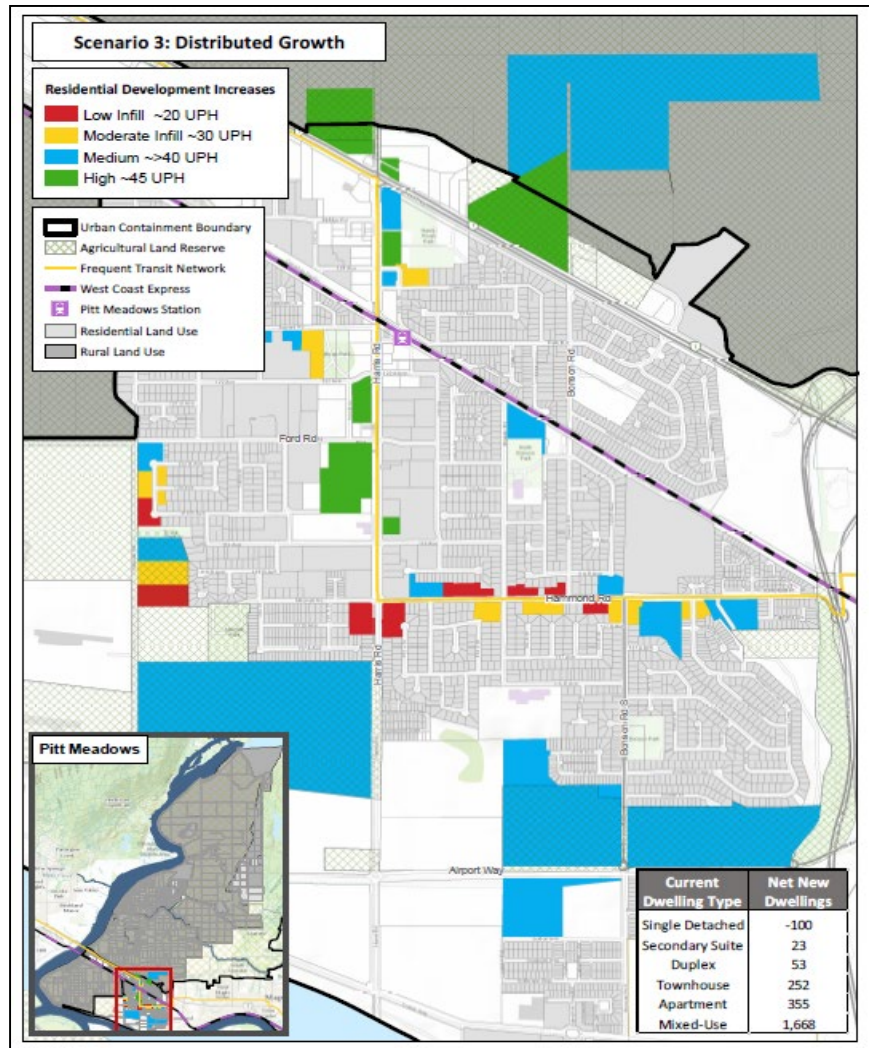 Scenario 3: Distributed Growth
Residential Development Increases
Low Infill ~20 UPH
Moderate Infill ~30 UPH
Medium ~>40 UPH
High ~45 UPH
Urban Containment Boundary
Agricultural Land Reserve
Frequent Transit Network
West Coast Express
Pitt Meadows Station
Residential Land Use
Rural Land Use
Harris Rd
Bonson Rd
Ford Rd
Hammond Rd
Harris Rd
Bonson Rd S
Airport Way
Pitt Meadows
Current Dwelling Type Net New Dwellings
Single Detached -100
Secondary Suite 23
Duplex 53
Townhouse 252
Apartment 355
Mixed-Use 1,668